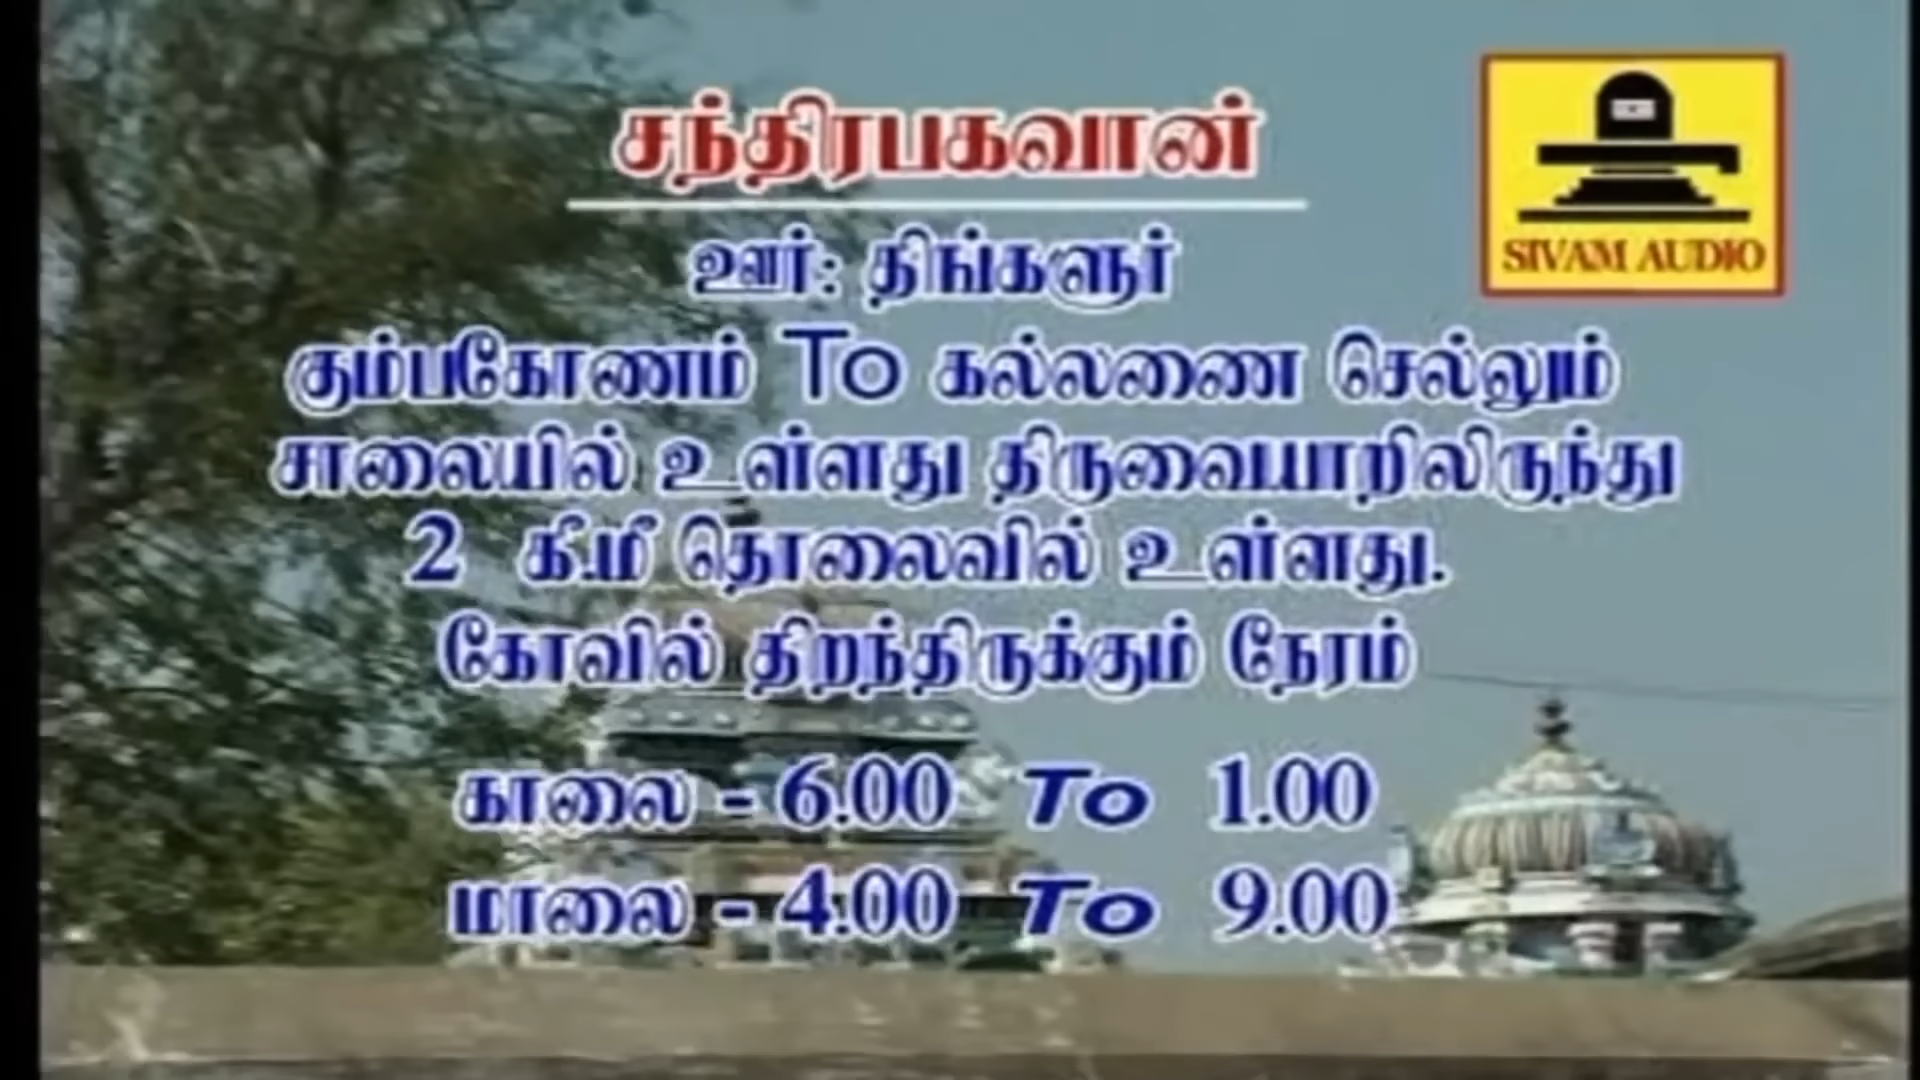 சந்திரபகவான்
SIVAM AUDIO
ஊர்: திங்களுர்
கும்பகோணம் To கல்லணை செல்லும்
சாலையில் உள்ளது திருவையாறிலிருந்து
2 கீ.மீ தொலைவில் உள்ளது.
கோவில் திறந்திருக்கும் நேரம்
காலை - 6.00 To 1.00
மாலை - 4.00 To 9.00